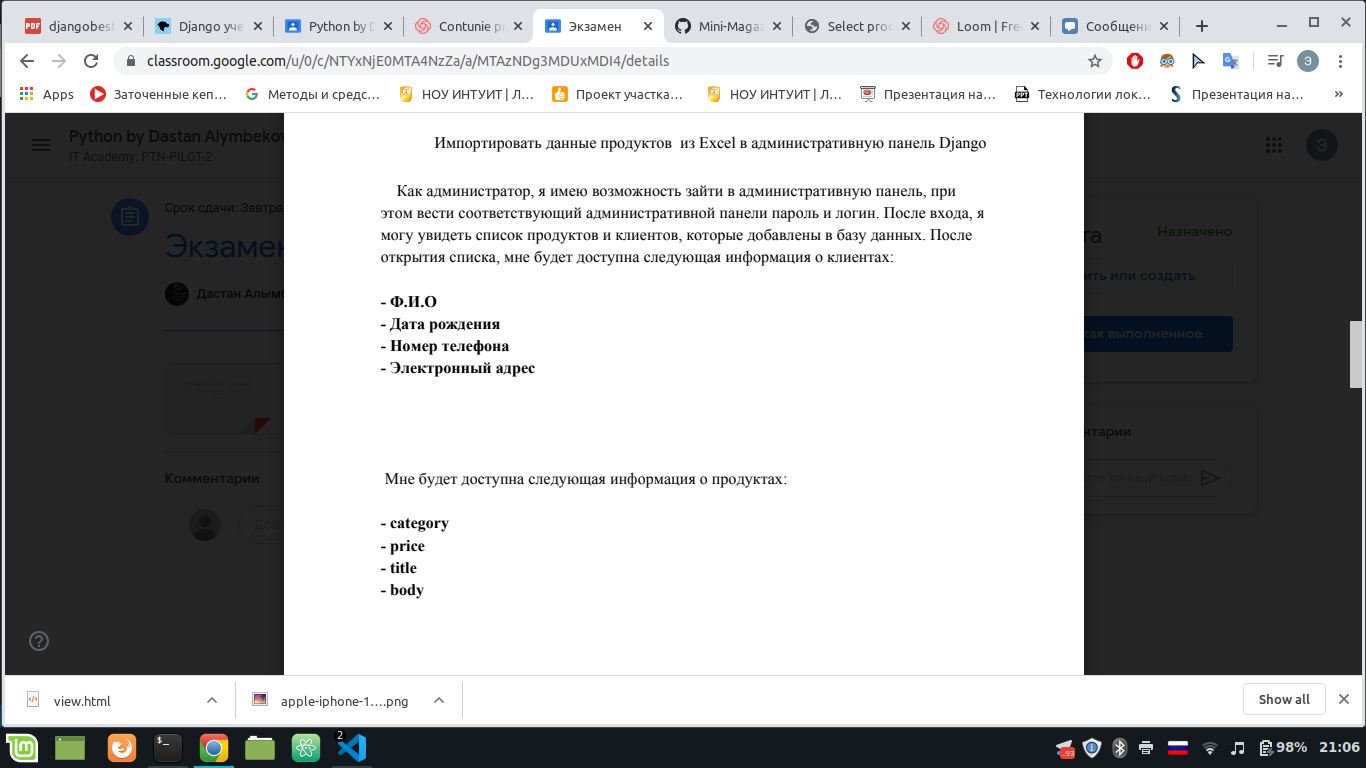 djangobest
Django уче
Python by D
Contunie p
Экзамен
Mini-Magaz
Select prod
Loom | Free
Сообщени
classroom.google.com/u/0/c/NTYxNjE0MTA4NzZa/a/MTAzNDg3MDUxMDI4/details
Apps
Заточенные кеп…
Методы и средс…
НОУ ИНТУИТ | Л…
Проект участка…
НОУ ИНТУИТ | Л…
Презентация на…
Технологии лок…
Презентация на…
»
Python by Dastan Alymbekov
IT Academy: PTN-PILOT-2
Э
Срок сдачи: Завтра
Экзамен
Дастан Алымб
Комментарии
Назначено
ить или создать
как выполненное
нтарии
Импортировать данные продуктов из Excel в административную панель Django
Как администратор, я имею возможность зайти в административную панель, при
этом вести соответствующий административной панели пароль и логин. После входа, я
могу увидеть список продуктов и клиентов, которые добавлены в базу данных. После
открытия списка, мне будет доступна следующая информация о клиентах:
- Ф.И.О
- Дата рождения
- Номер телефона
- Электронный адрес
Мне будет доступна следующая информация о продуктах:
- category
- price
- title
- body
view.html
apple-iphone-1….png
Show all
2
93
98%
21:06